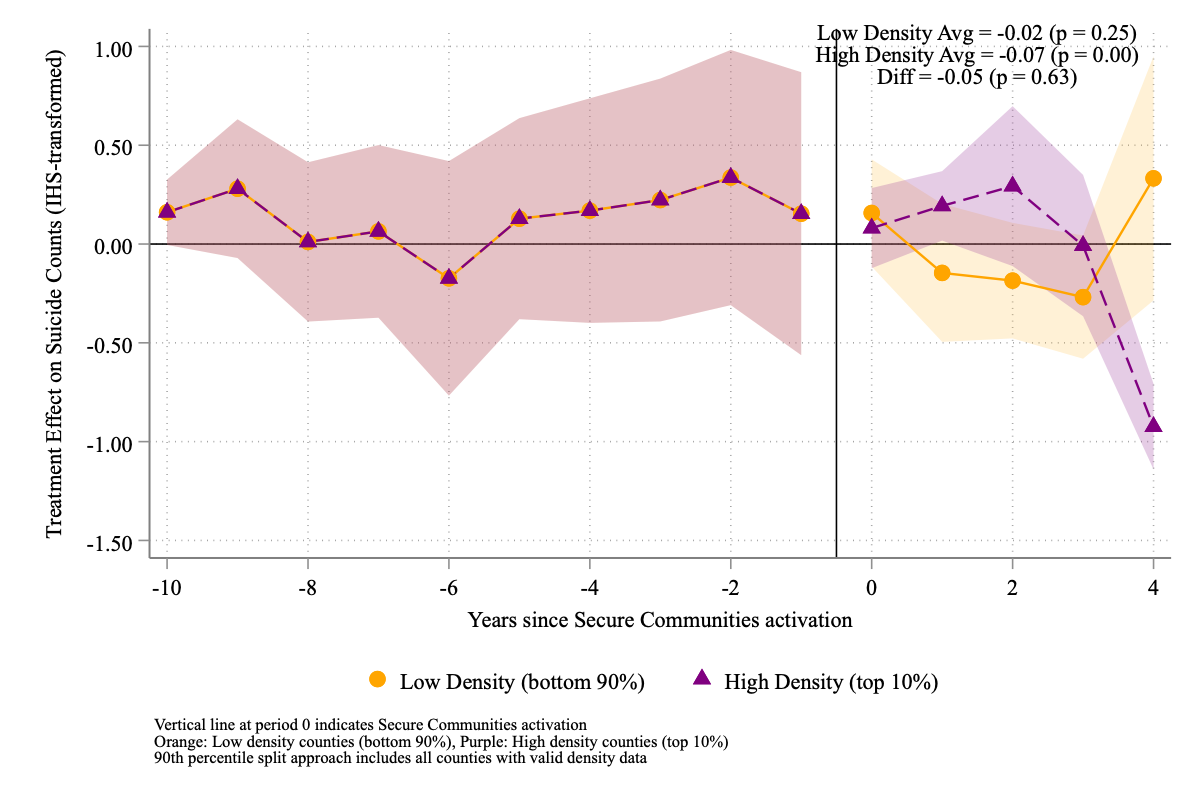 Low Density Avg = -0.02 (p = 0.25)
High Density Avg = -0.07 (p = 0.00)
Diff = -0.05 (p = 0.63)
Treatment Effect on Suicide Counts (IHS-transformed)
1.00
0.50
0.00
-0.50
-1.00
-1.50
-10 -8 -6 -4 -2 0 2 4
Years since Secure Communities activation
Low Density (bottom 90%) High Density (top 10%)
Vertical line at period 0 indicates Secure Communities activation
Orange: Low density counties (bottom 90%), Purple: High density counties (top 10%)
90th percentile split approach includes all counties with valid density data